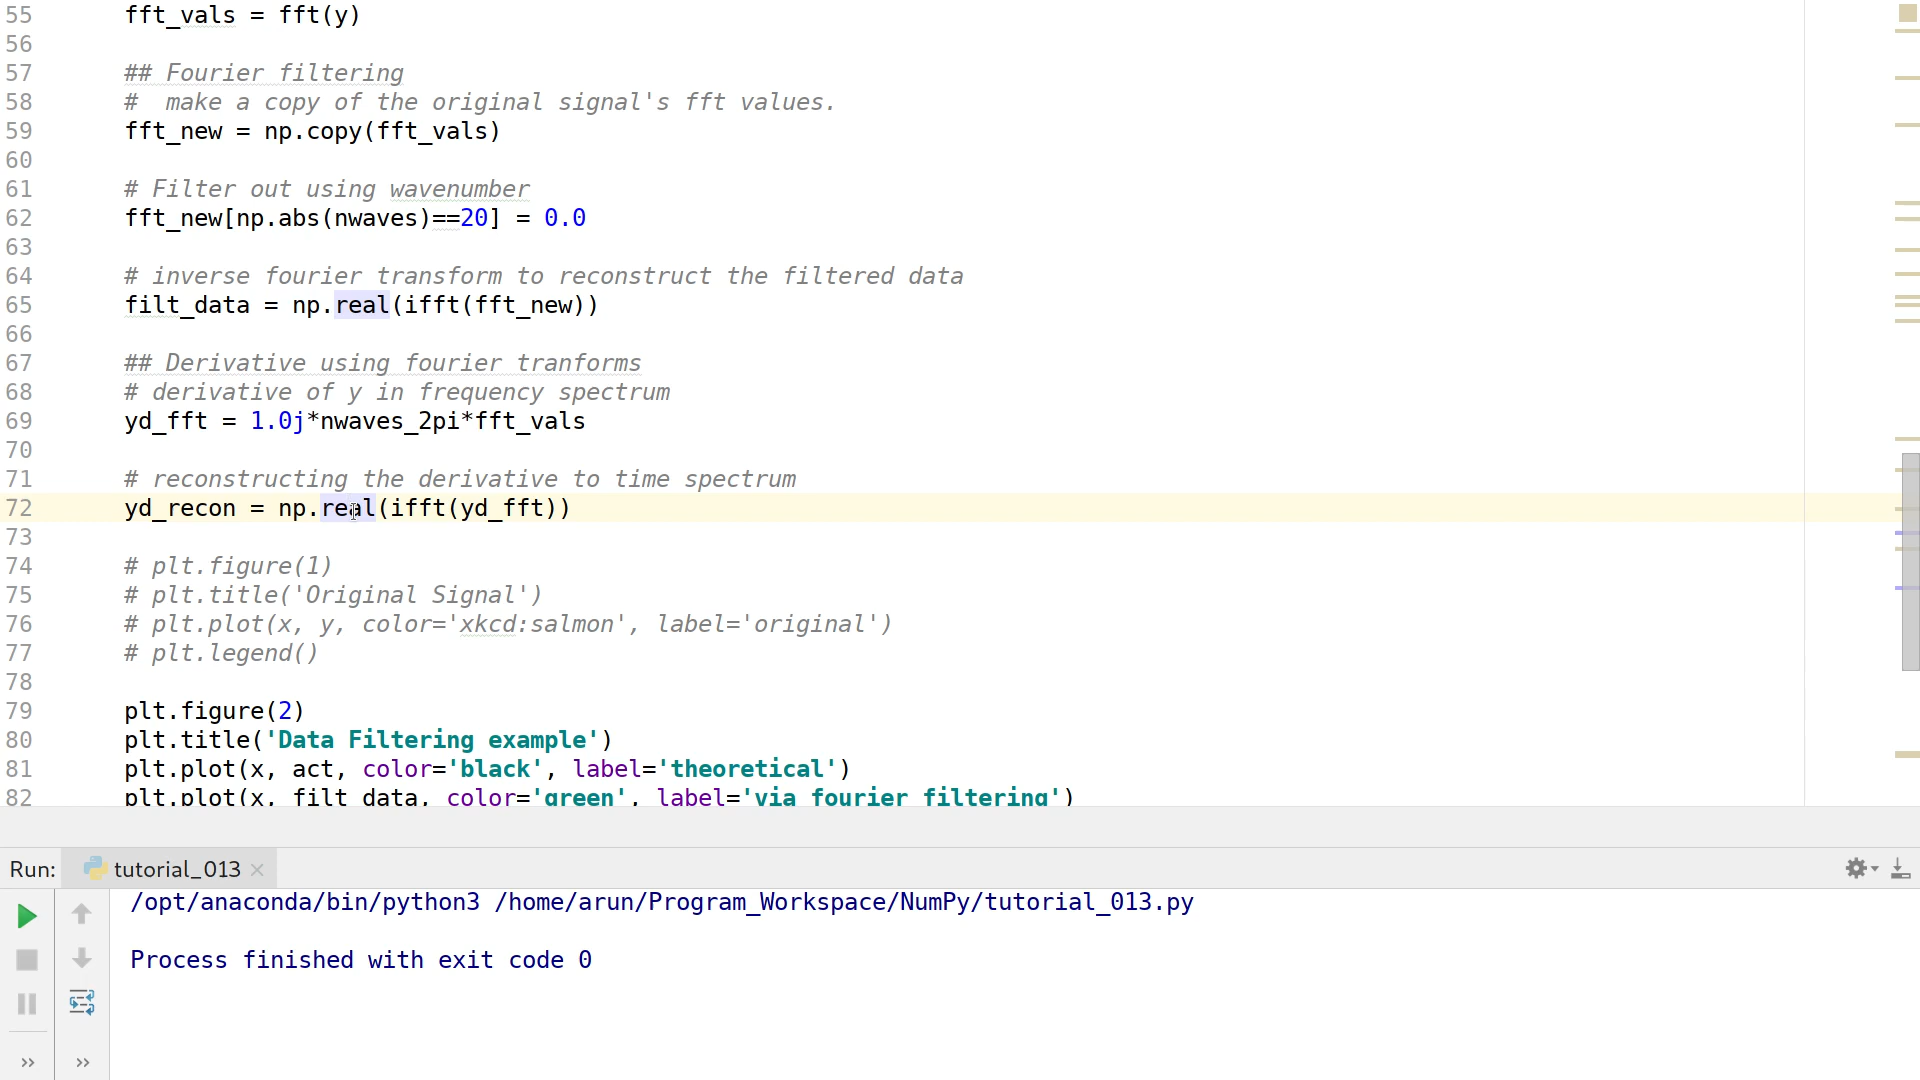 55 fft_vals = fft(y)
56
57 ## Fourier filtering
58 #  make a copy of the original signal's fft values.
59 fft_new = np.copy(fft_vals)
60
61 # Filter out using wavenumber
62 fft_new[np.abs(nwaves)==20] = 0.0
63
64 # inverse fourier transform to reconstruct the filtered data
65 filt_data = np.real(ifft(fft_new))
66
67 ## Derivative using fourier tranforms
68 # derivative of y in frequency spectrum
69 yd_fft = 1.0j*nwaves_2pi*fft_vals
70
71 # reconstructing the derivative to time spectrum
72 yd_recon = np.real(ifft(yd_fft))
73
74 # plt.figure(1)
75 # plt.title('Original Signal')
76 # plt.plot(x, y, color='xkcd:salmon', label='original')
77 # plt.legend()
78
79 plt.figure(2)
80 plt.title('Data Filtering example')
81 plt.plot(x, act, color='black', label='theoretical')
82 plt.plot(x, filt_data, color='green', label='via fourier filtering')
Run: tutorial_013
/opt/anaconda/bin/python3 /home/arun/Program_Workspace/NumPy/tutorial_013.py
Process finished with exit code 0